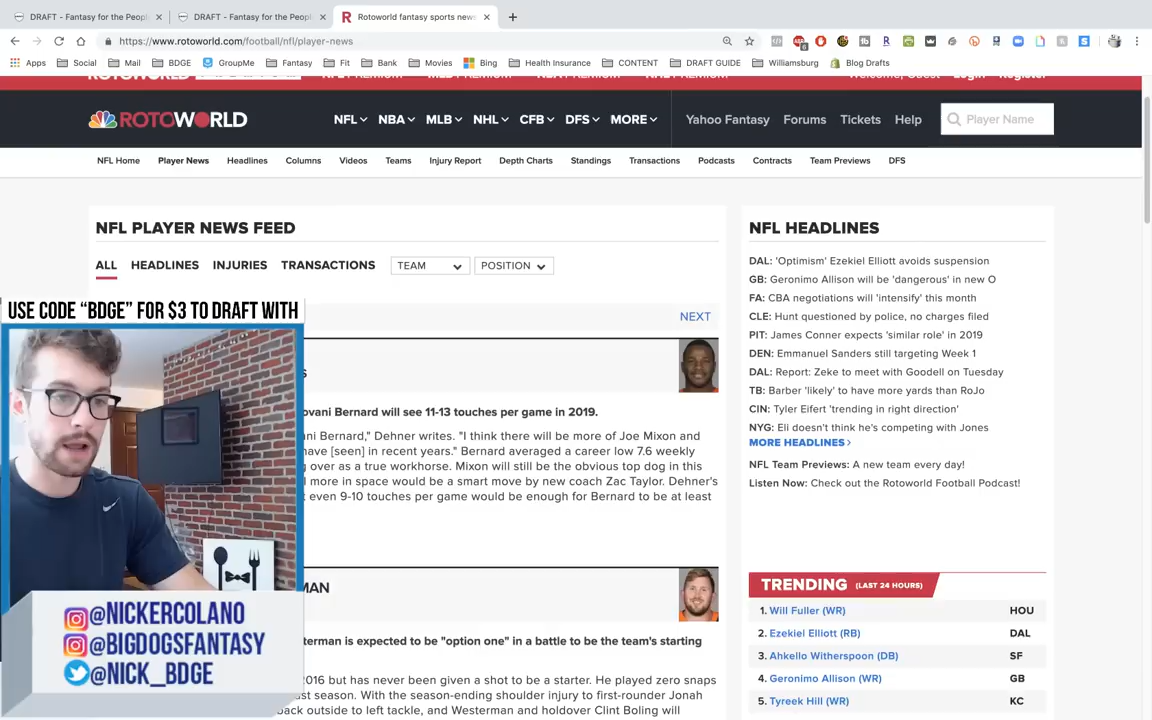 DRAFT - Fantasy for the Peopl
DRAFT - Fantasy for the Peopl
Rotoworld fantasy sports news
https://www.rotoworld.com/football/nfl/player-news
Apps
Social
Mail
BDGE
GroupMe
Fantasy
Fit
Bank
Movies
Bing
Health Insurance
CONTENT
DRAFT GUIDE
Williamsburg
Blog Drafts
ROTOWORLD
NFL NBA MLB NHL CFB DFS MORE
Yahoo Fantasy Forums Tickets Help
Player Name
NFL Home Player News Headlines Columns Videos Teams Injury Report Depth Charts Standings Transactions Podcasts Contracts Team Previews DFS
NFL PLAYER NEWS FEED
ALL HEADLINES INJURIES TRANSACTIONS TEAM POSITION
NEXT
USE CODE “BDGE” FOR $3 TO DRAFT WITH
S
ovani Bernard will see 11-13 touches per game in 2019.
ni Bernard," Dehner writes. "I think there will be more of Joe Mixon and
have [seen] in recent years." Bernard averaged a career low 7.6 weekly
over as a true workhorse. Mixon will still be the obvious top dog in this
more in space would be a smart move by new coach Zac Taylor. Dehner's
even 9-10 touches per game would be enough for Bernard to be at least
MAN
sterman is expected to be "option one" in a battle to be the team's starting
2016 but has never been given a shot to be a starter. He played zero snaps
ast season. With the season-ending shoulder injury to first-rounder Jonah
back outside to left tackle, and Westerman and holdover Clint Boling will
@NICKERCOLANO
@BIGDOGSFANTASY
@NICK_BDGE
NFL HEADLINES
DAL: 'Optimism' Ezekiel Elliott avoids suspension
GB: Geronimo Allison will be 'dangerous' in new O
FA: CBA negotiations will 'intensify' this month
CLE: Hunt questioned by police, no charges filed
PIT: James Conner expects 'similar role' in 2019
DEN: Emmanuel Sanders still targeting Week 1
DAL: Report: Zeke to meet with Goodell on Tuesday
TB: Barber 'likely' to have more yards than RoJo
CIN: Tyler Eifert 'trending in right direction'
NYG: Eli doesn't think he's competing with Jones
MORE HEADLINES
NFL Team Previews: A new team every day!
Listen Now: Check out the Rotoworld Football Podcast!
TRENDING (LAST 24 HOURS)
1. Will Fuller (WR) HOU
2. Ezekiel Elliott (RB) DAL
3. Ahkello Witherspoon (DB) SF
4. Geronimo Allison (WR) GB
5. Tyreek Hill (WR) KC